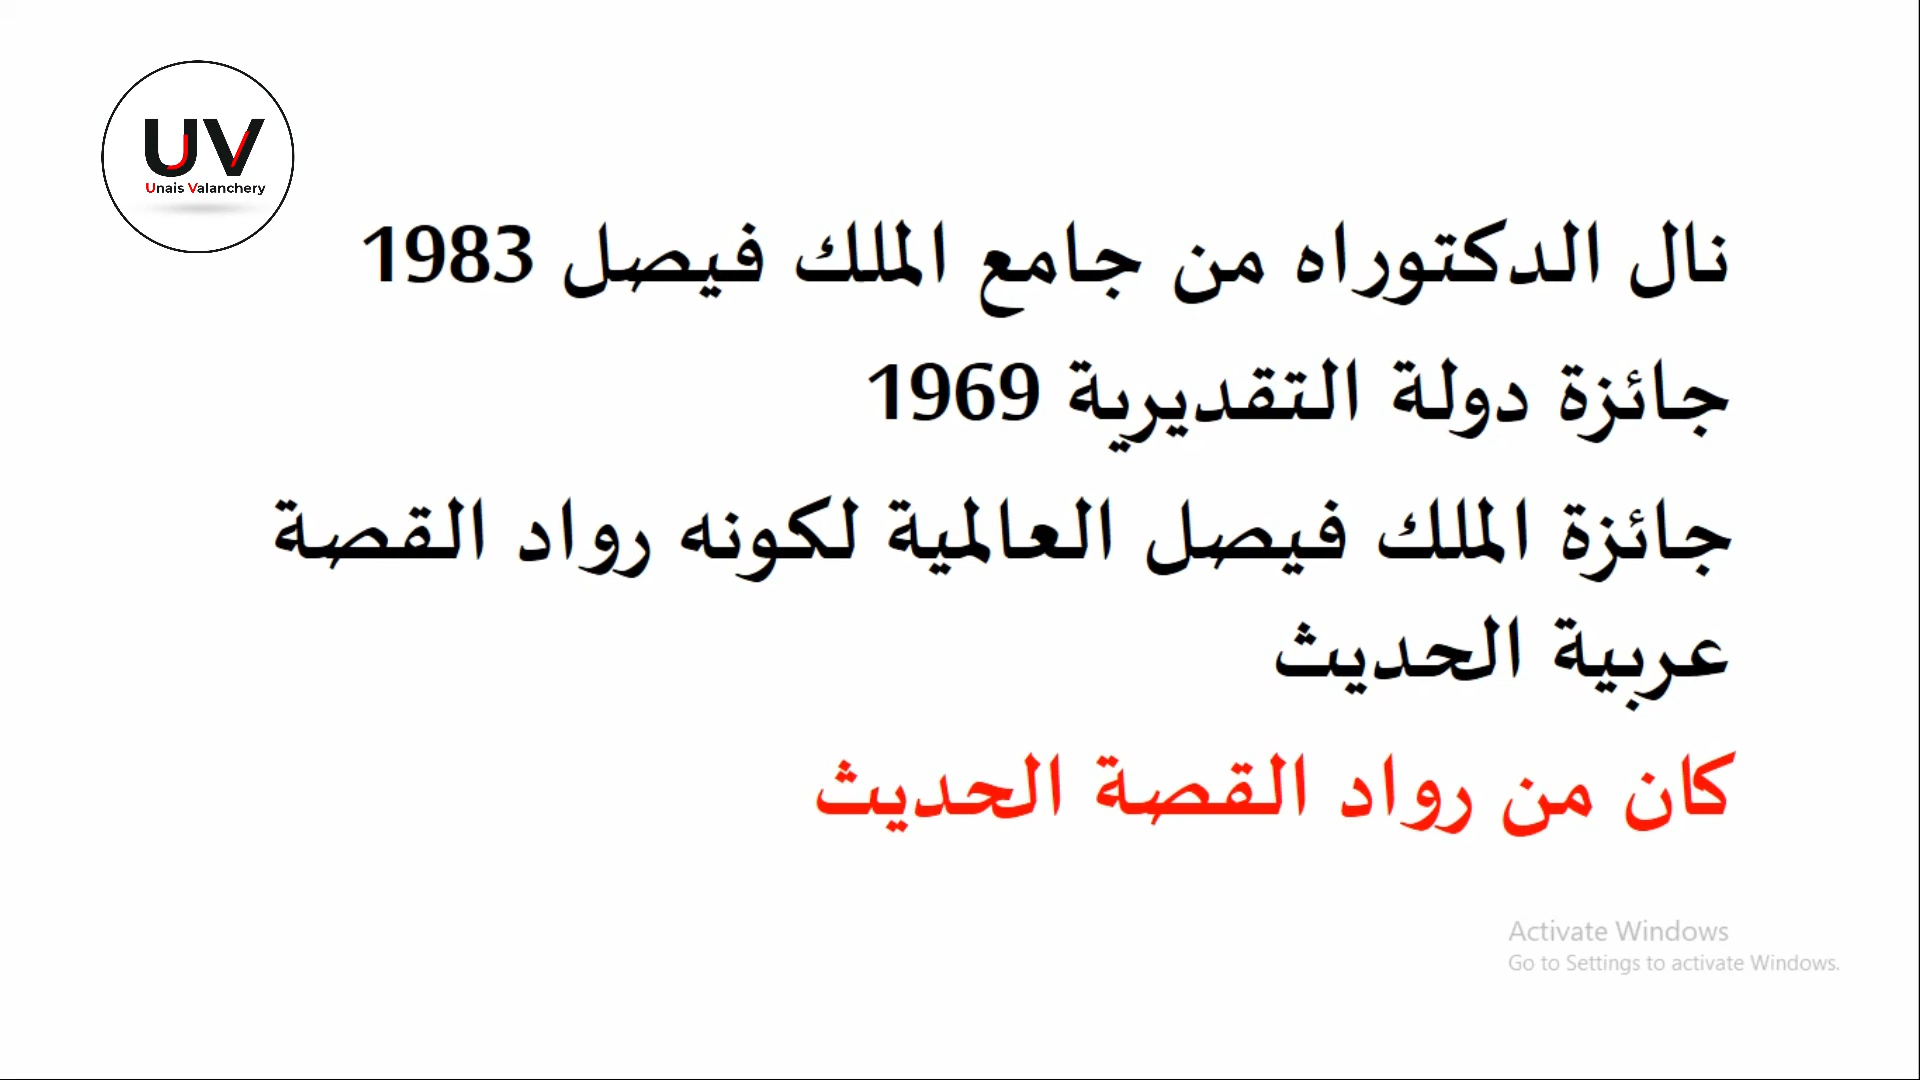 UV
Unais Valanchery
نال الدكتوراه من جامع الملك فيصل 1983
جائزة دولة التقديرية 1969
جائزة الملك فيصل العالمية لكونه رواد القصة
عربية الحديث
كان من رواد القصة الحديث
Activate Windows
Go to Settings to activate Windows.